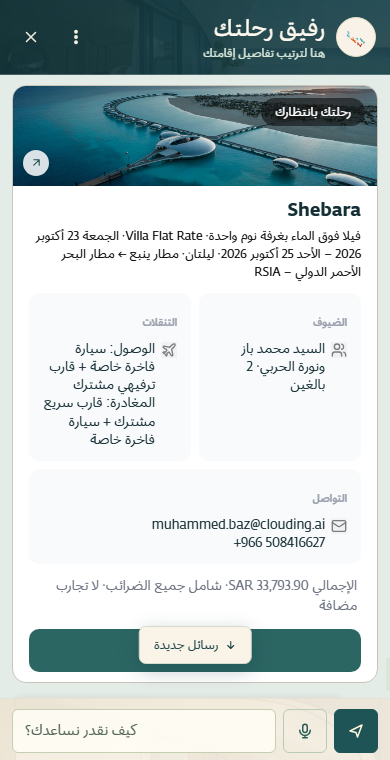 رفيق رحلتك
هنا لترتيب تفاصيل إقامتك
رحلتك بانتظارك
Shebara
فيلا فوق الماء بغرفة نوم واحدة· Villa Flat Rate· الجمعة 23 أكتوبر
2026 – الأحد 25 أكتوبر 2026· ليلتان· مطار ينبع ← مطار البحر
الأحمر الدولي – RSIA
الضيوف
السيد محمد باز
ونورة الحربي· 2
بالغين
التنقلات
الوصول: سيارة
فاخرة خاصة + قارب
ترفيهي مشترك
المغادرة: قارب سريع
مشترك + سيارة
فاخرة خاصة
التواصل
muhammed.baz@clouding.ai
+966 508416627
الإجمالي SAR 33,793.90· شامل جميع الضرائب· لا تجارب
مضافة
رسائل جديدة
كيف نقدر نساعدك؟